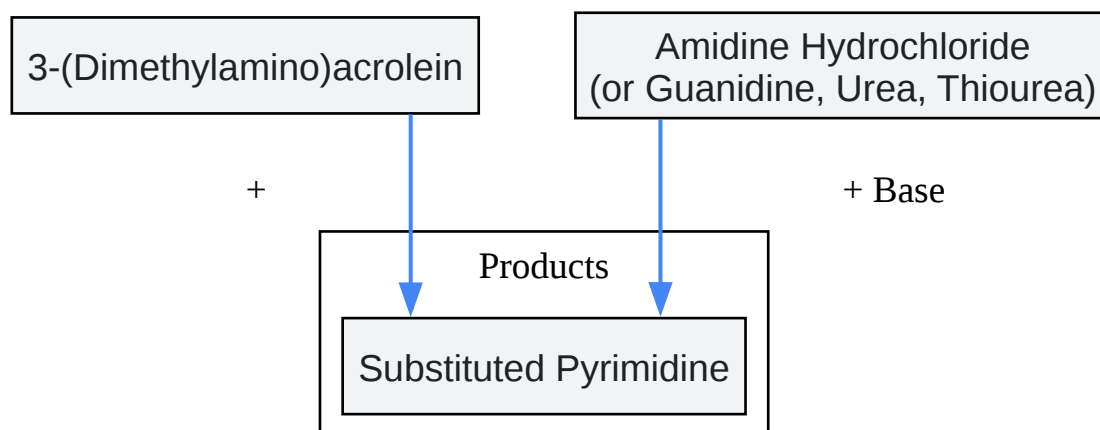 3-(Dimethylamino)acrolein
Amidine Hydrochloride
(or Guanidine, Urea, Thiourea)
+
+ Base
Products
Substituted Pyrimidine